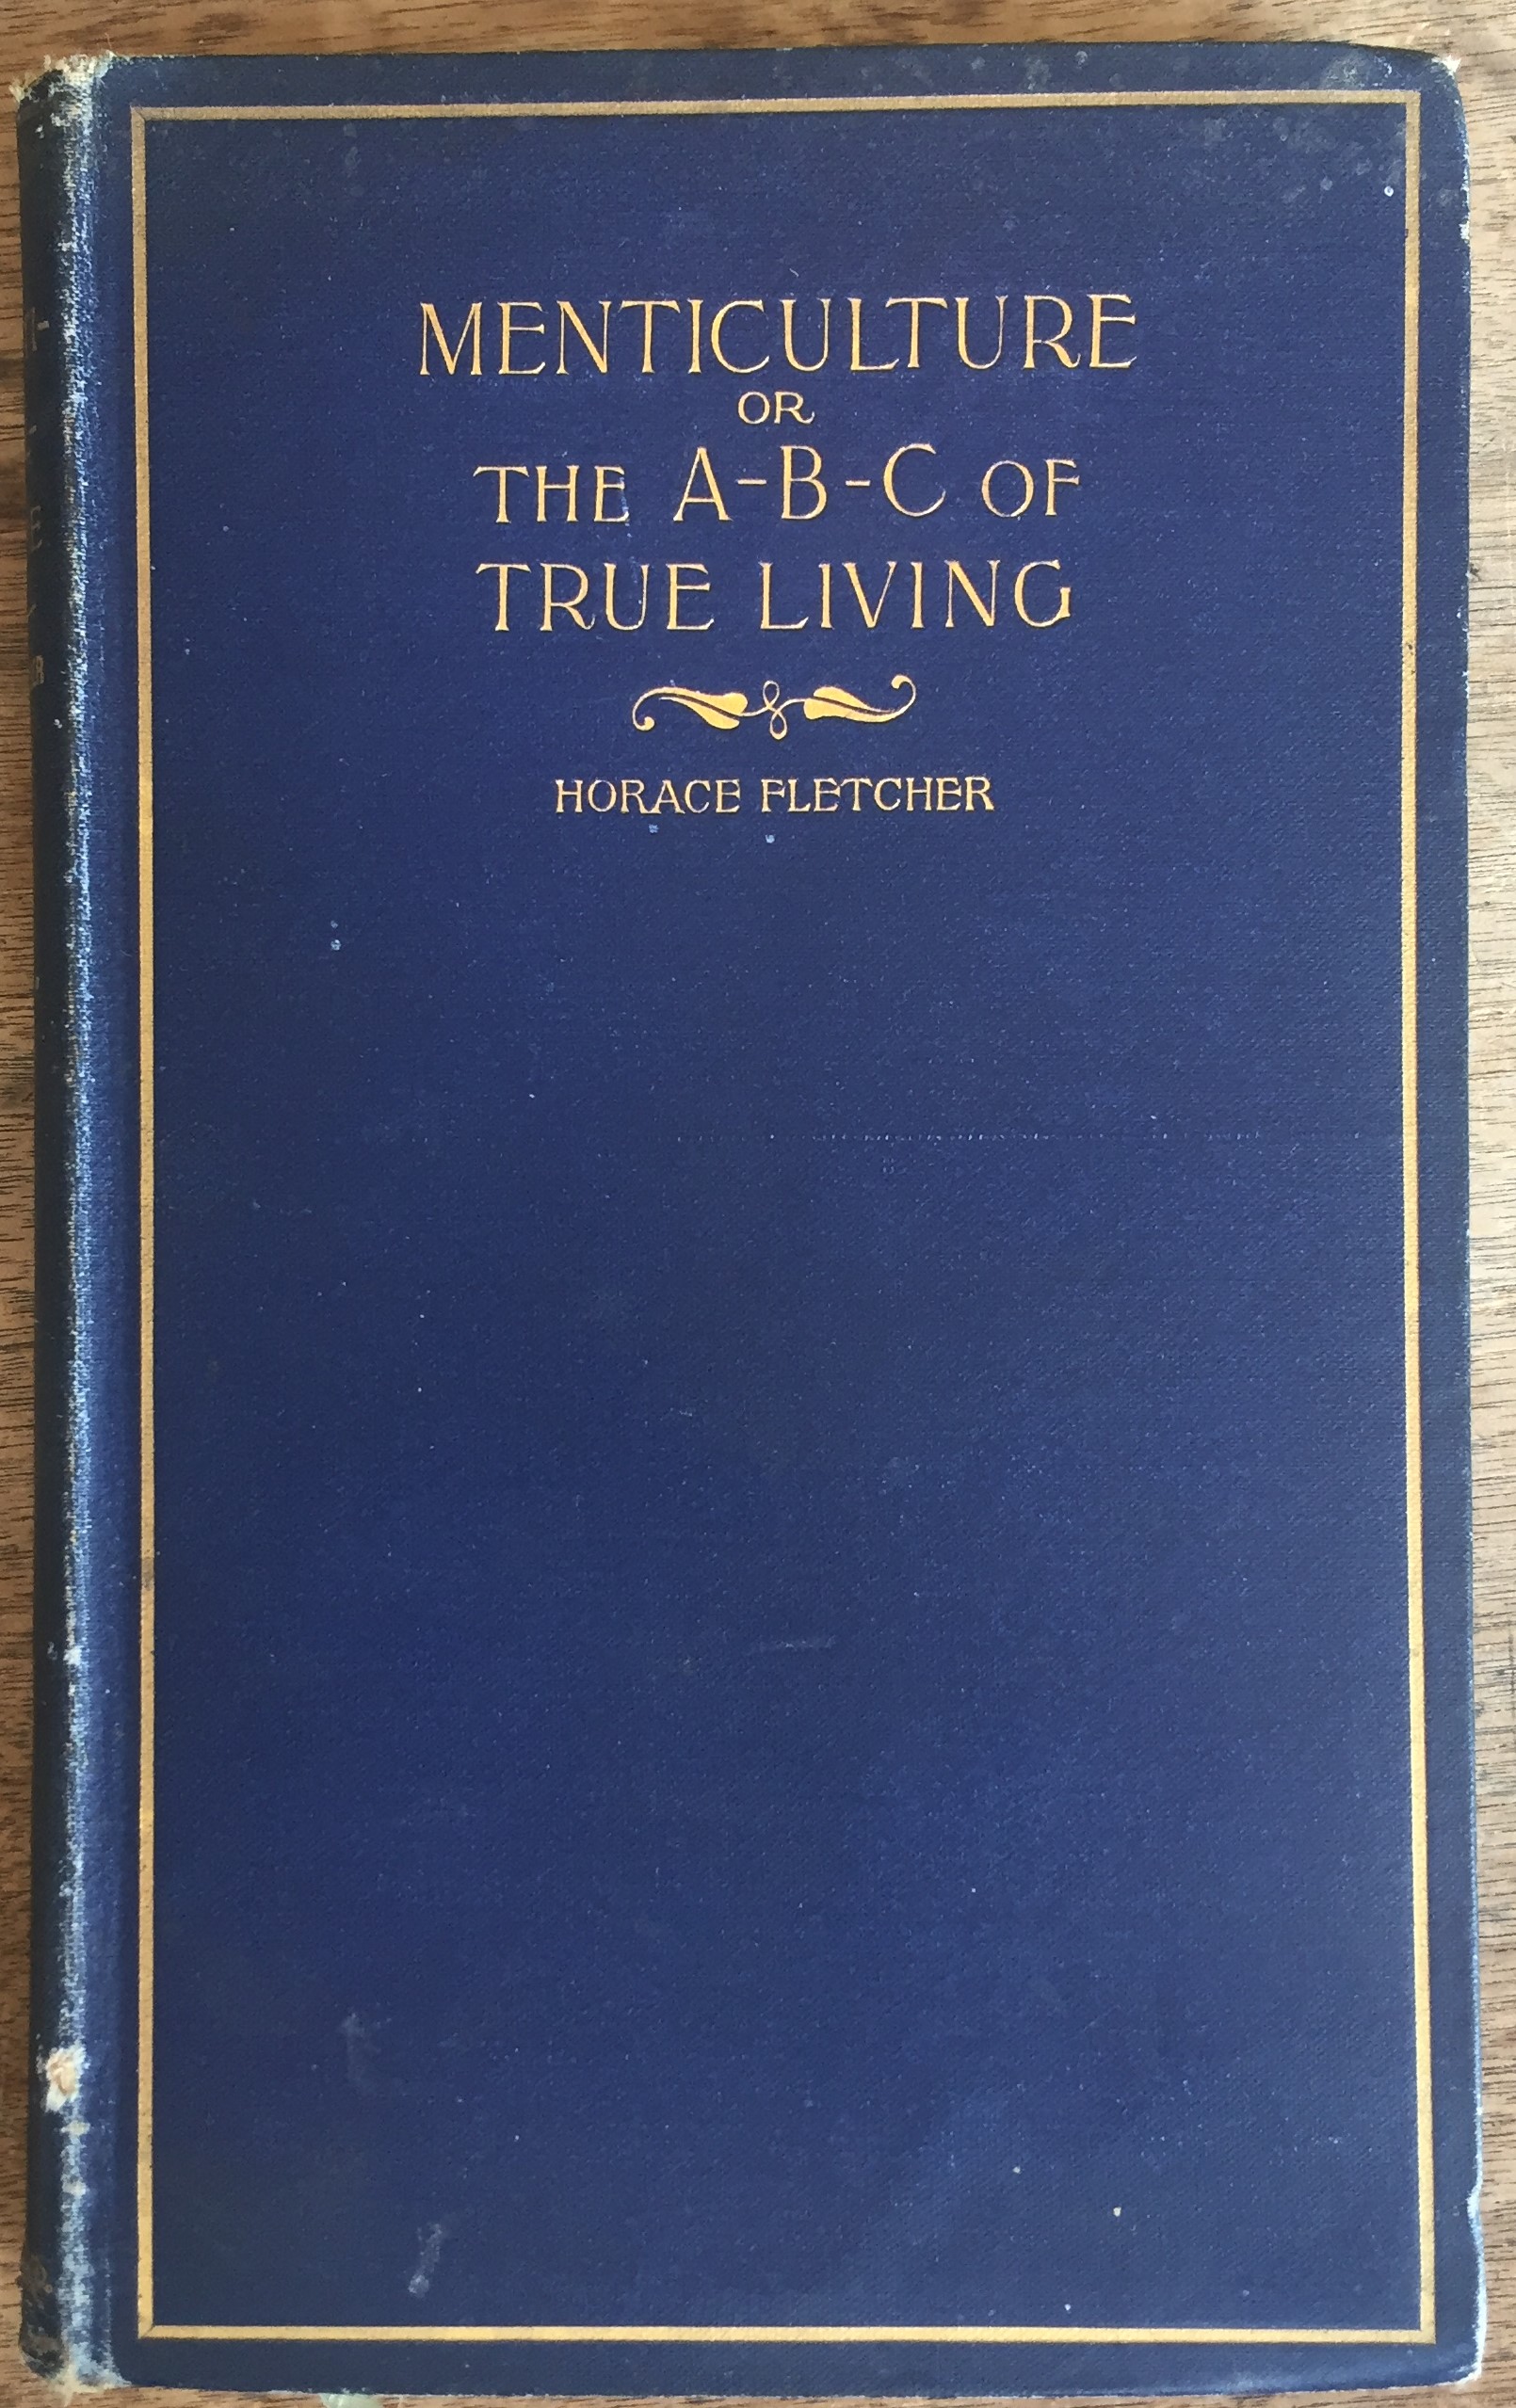 MENTICULTURE
OR
THE A-B-C OF
TRUE LIVING
HORACE FLETCHER